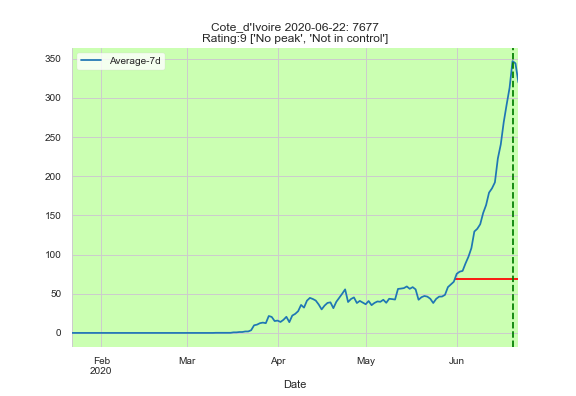 Cote_d'Ivoire 2020-06-22: 7677
Rating:9 ['No peak', 'Not in control']
Average-7d
350
300
250
200
150
100
50
0
Feb
2020
Mar
Apr
May
Jun
Date